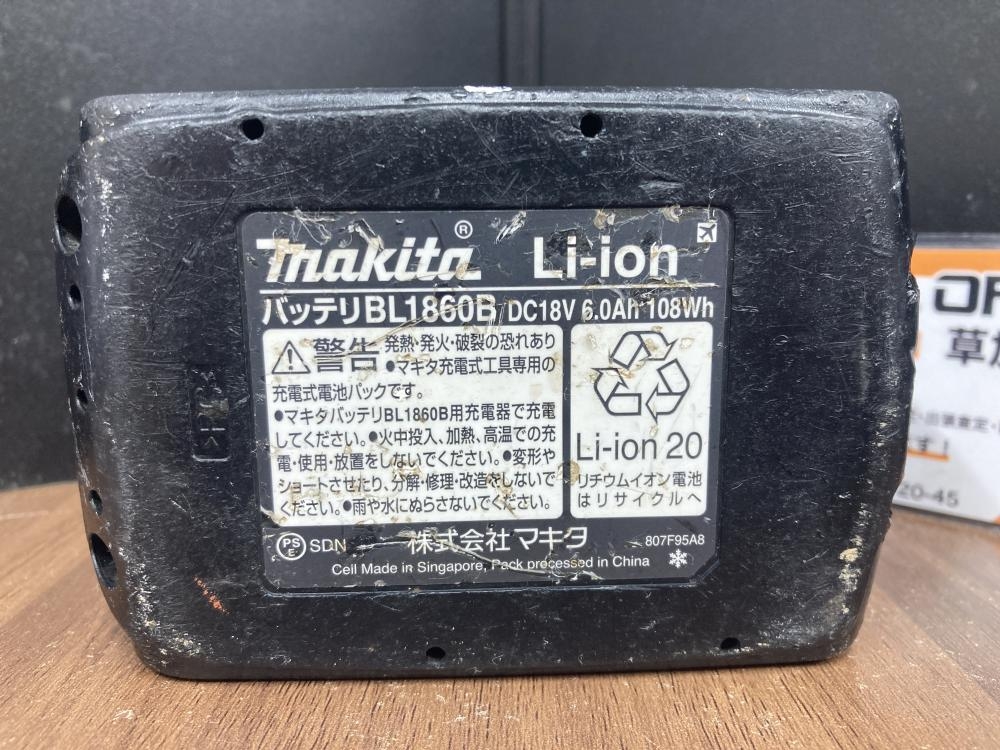 makita® Li-ion
バッテリBL1860B DC18V 6.0Ah 108Wh
警告 発熱・発火・破裂の恐れあり
●マキタ充電式工具専用の
充電式電池パックです。
●マキタバッテリBL1860B用充電器で充電
してください。●火中投入、加熱、高温での充
電・使用・放置をしないでください。●変形や
ショートさせたり、分解・修理・改造をしないで
ください。●雨や水にぬらさないでください。
Li-ion 20
リチウムイオン電池
はリサイクルへ
PS
E
SDN 株式会社マキタ 807F95A8
Cell Made in Singapore, Pack processed in China
草加
出張査定・
20-45